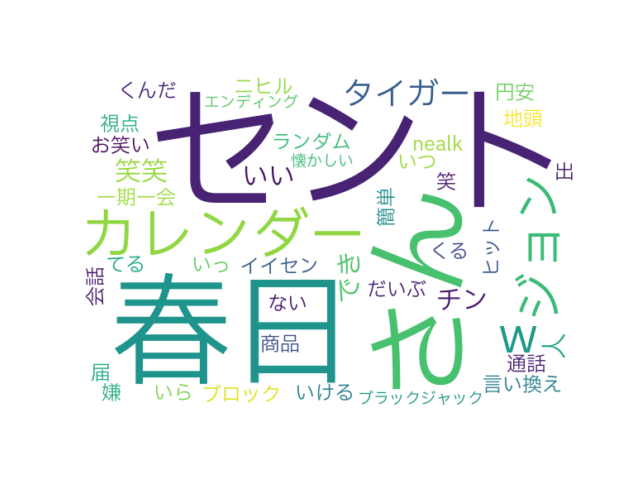 くんだ
ニヒル
エンディング
タイガー
円安
視点
セント
地頭
お笑い
ランダム
nealk
笑笑
いい
懐かしい
いつ
笑
一期一会
簡単
さん
ジョン
カレンダー
くる
ヒット
てる
いっ
イイセン
でき
会話
春日
ない
だいぶ
チン
商品
w
人
通話
届
嫌
いら
ブロック
いける
ブラックジャック
言い換え